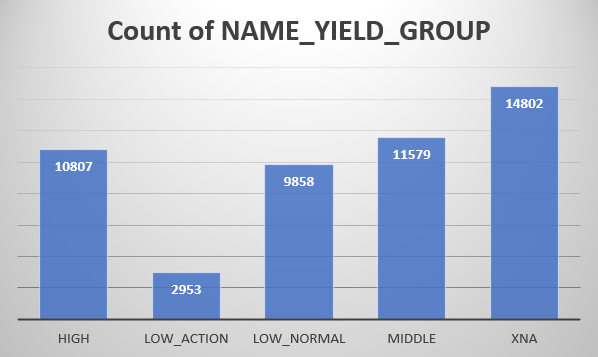 Count of NAME_YIELD_GROUP
10807
2953
9858
11579
14802
HIGH LOW_ACTION LOW_NORMAL MIDDLE XNA